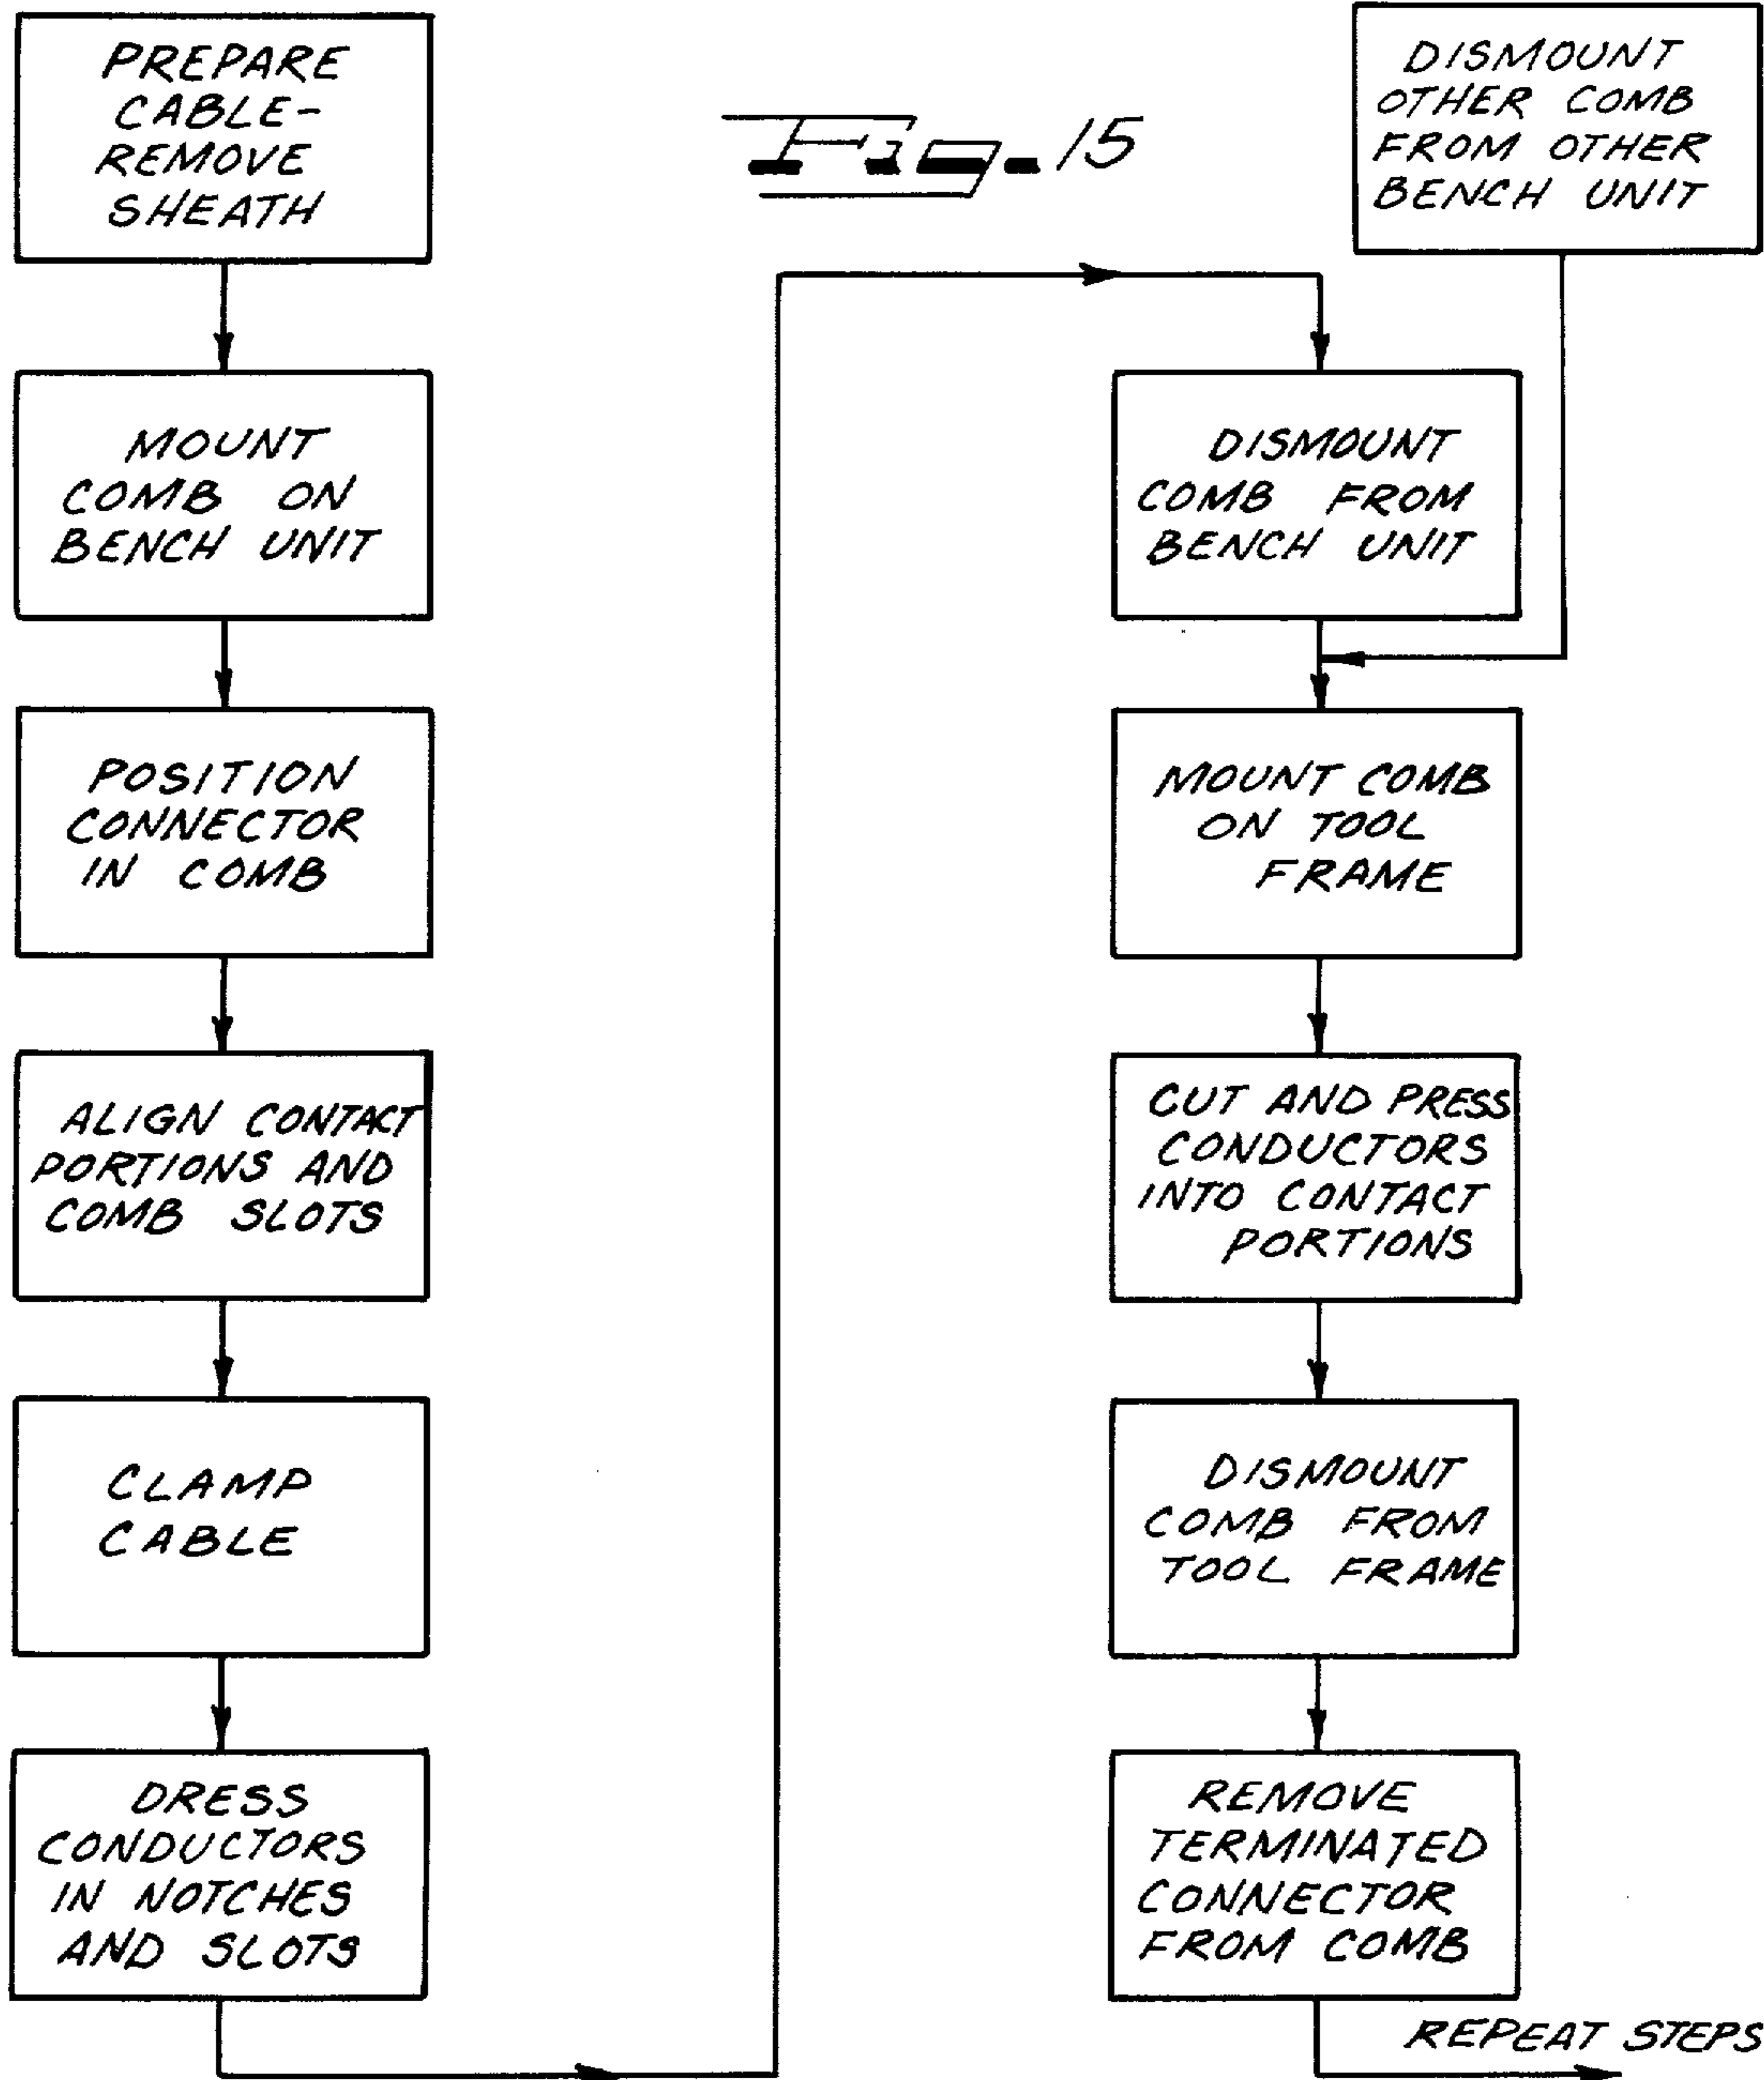 PREPARE
CABLE-
REMOVE
SHEATH
MOUNT
COMB ON
BENCH UNIT
POSITION
CONNECTOR
IN COMB
ALIGN CONTACT
PORTIONS AND
COMB SLOTS
CLAMP
CABLE
DRESS
CONDUCTORS
IN NOTCHES
AND SLOTS
Fig. 15
DISMOUNT
OTHER COMB
FROM OTHER
BENCH UNIT
DISMOUNT
COMB FROM
BENCH UNIT
MOUNT COMB
ON TOOL
FRAME
CUT AND PRESS
CONDUCTORS
INTO CONTACT
PORTIONS
DISMOUNT
COMB FROM
TOOL FRAME
REMOVE
TERMINATED
CONNECTOR
FROM COMB
REPEAT STEPS